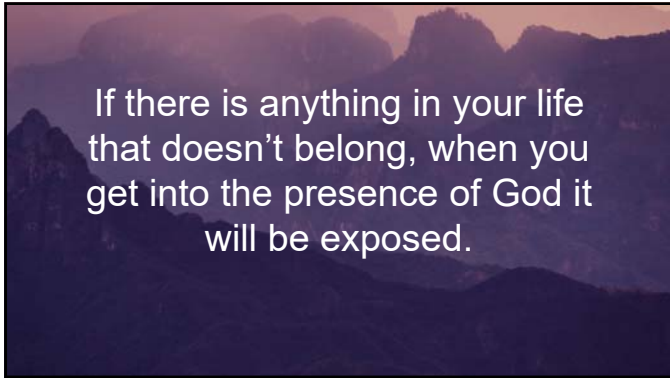 If there is anything in your life
that doesn’t belong, when you
get into the presence of God it
will be exposed.